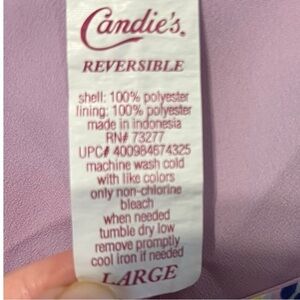 Candie's.
REVERSIBLE
shell: 100% polyester
lining: 100% polyester
made in indonesia
RN# 73277
UPC# 400984674325
machine wash cold
with like colors
only non-chlorine
bleach
when needed
tumble dry low
remove promptly
cool iron if needed
LARGE